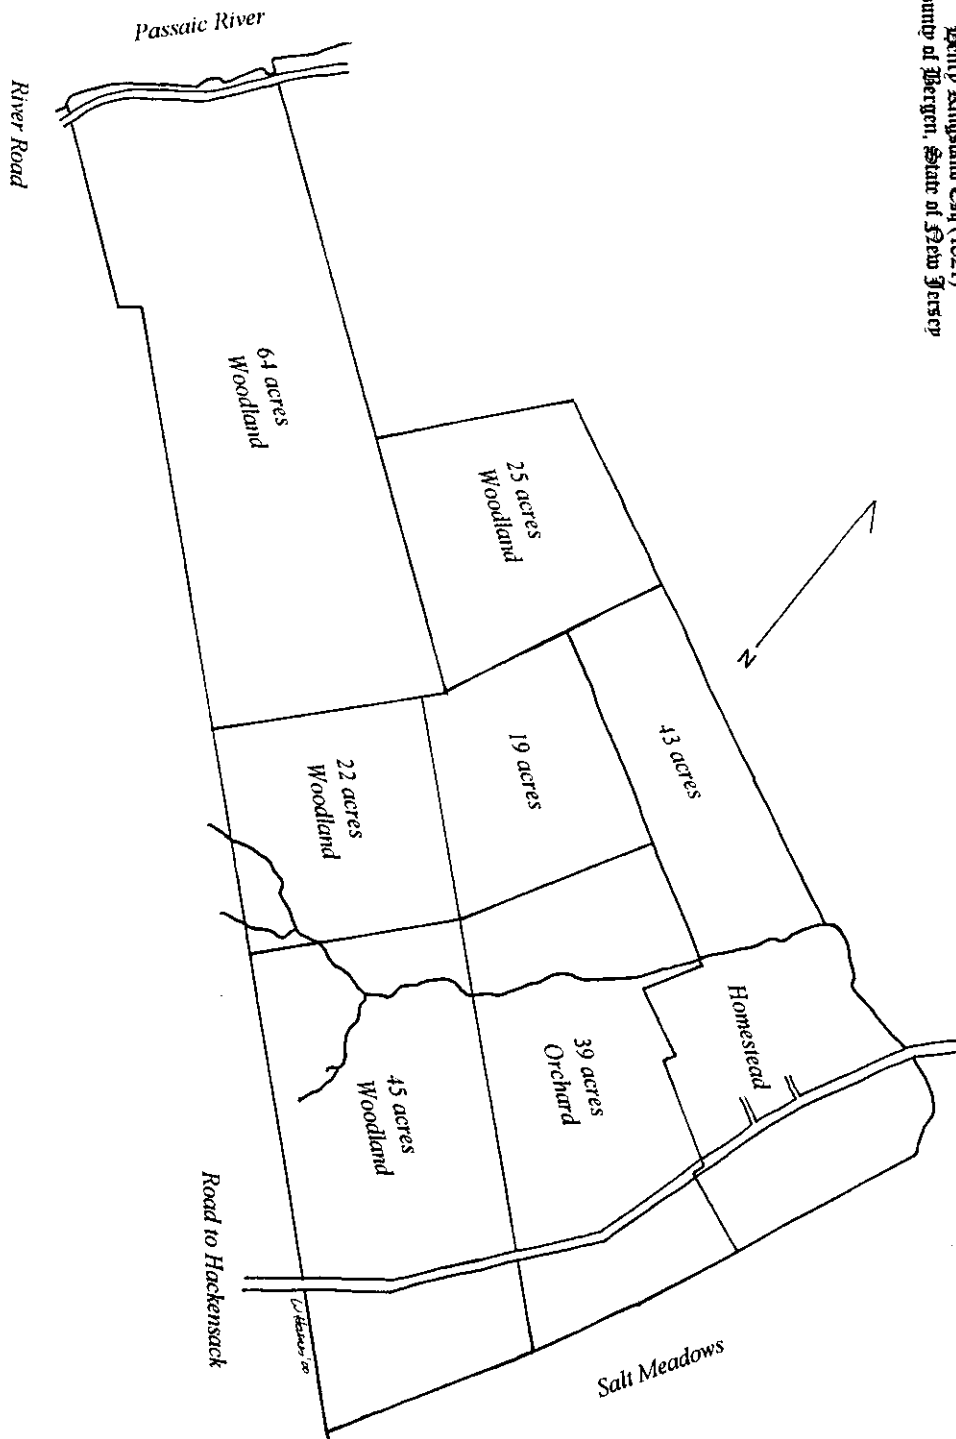 County of Bergen, State of New Jersey
Passaic River
River Road
64 acres
Woodland
25 acres
Woodland
N
43 acres
19 acres
22 acres
Woodland
Homestead
39 acres
Orchard
45 acres
Woodland
Road to Hackensack
Salt Meadows